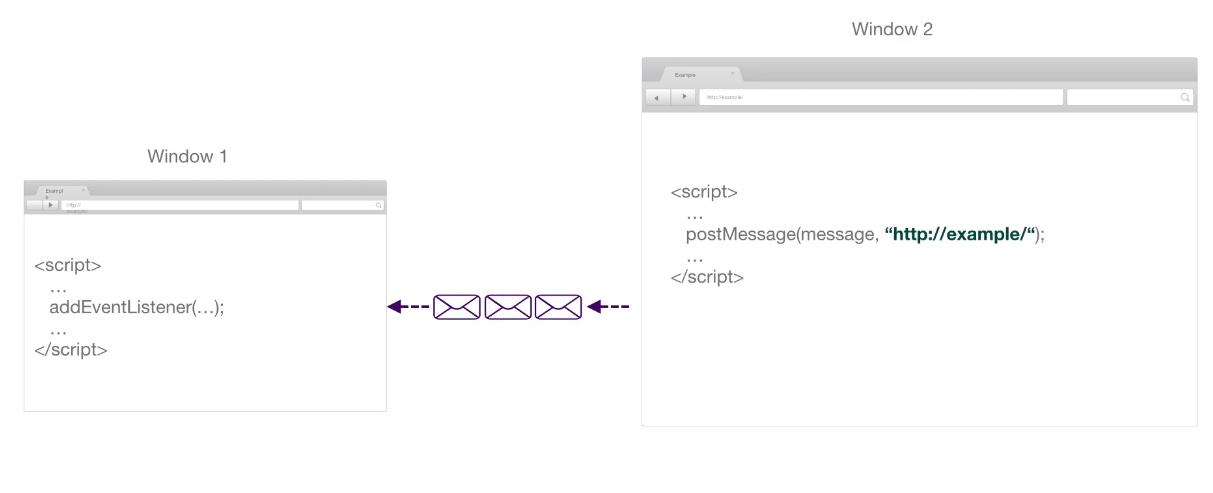 Window 2
Example
http://example/
Window 1
Exampl
e
http://
example/
<script>
…
postMessage(message, “http://example/“);
…
</script>
<script>
…
addEventListener(…);
…
</script>